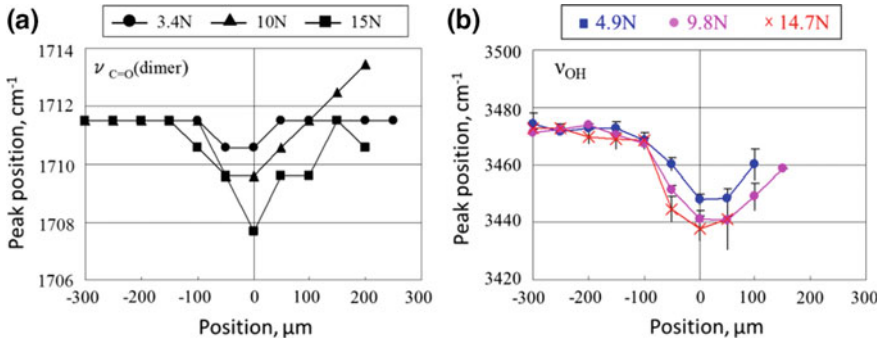 (a)
3.4N 10N 15N
ν C=O(dimer)
Peak position, cm-1
1714
1712
1710
1708
1706
-300 -200 -100 0 100 200 300
Position, μm
(b)
4.9N 9.8N 14.7N
νOH
Peak position, cm-1
3500
3480
3460
3440
3420
-300 -200 -100 0 100 200 300
Position, μm